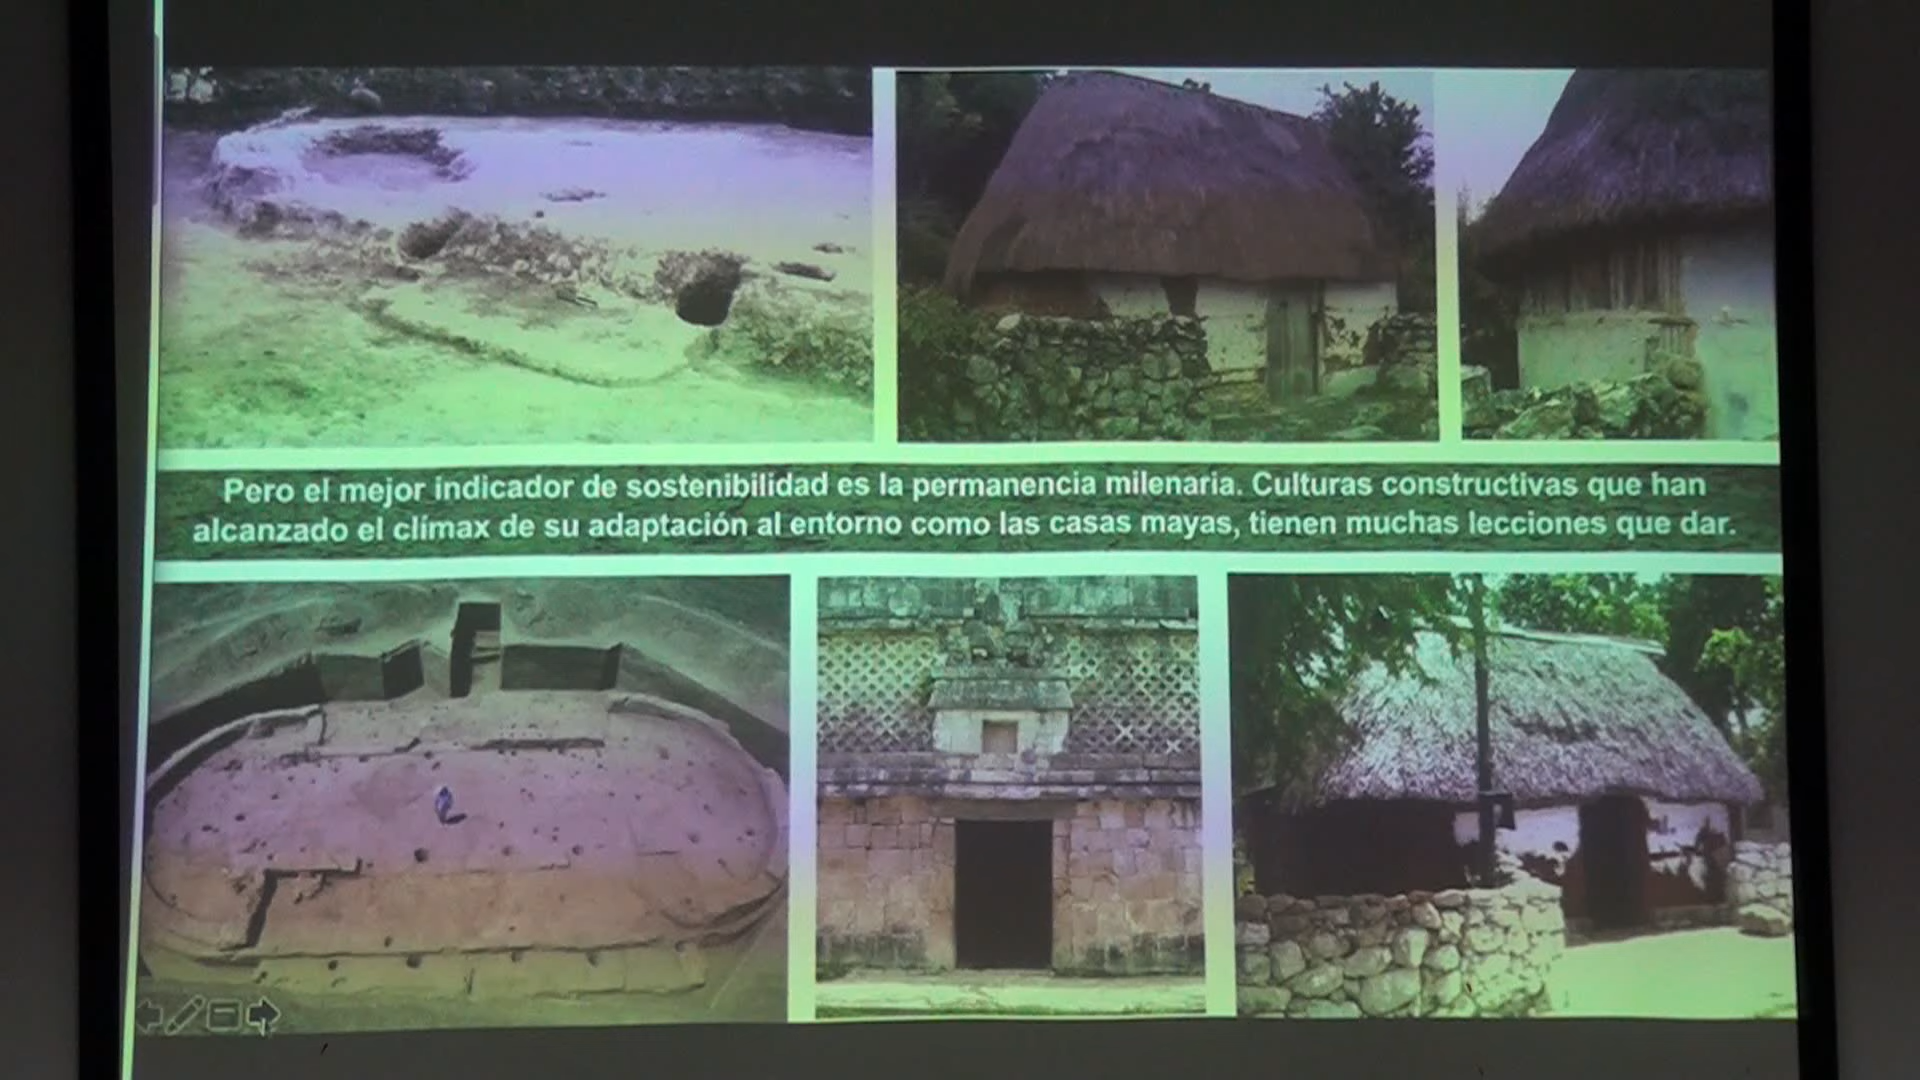 Pero el mejor indicador de sostenibilidad es la permanencia milenaria. Culturas constructivas que han
alcanzado el clímax de su adaptación al entorno como las casas mayas, tienen muchas lecciones que dar.